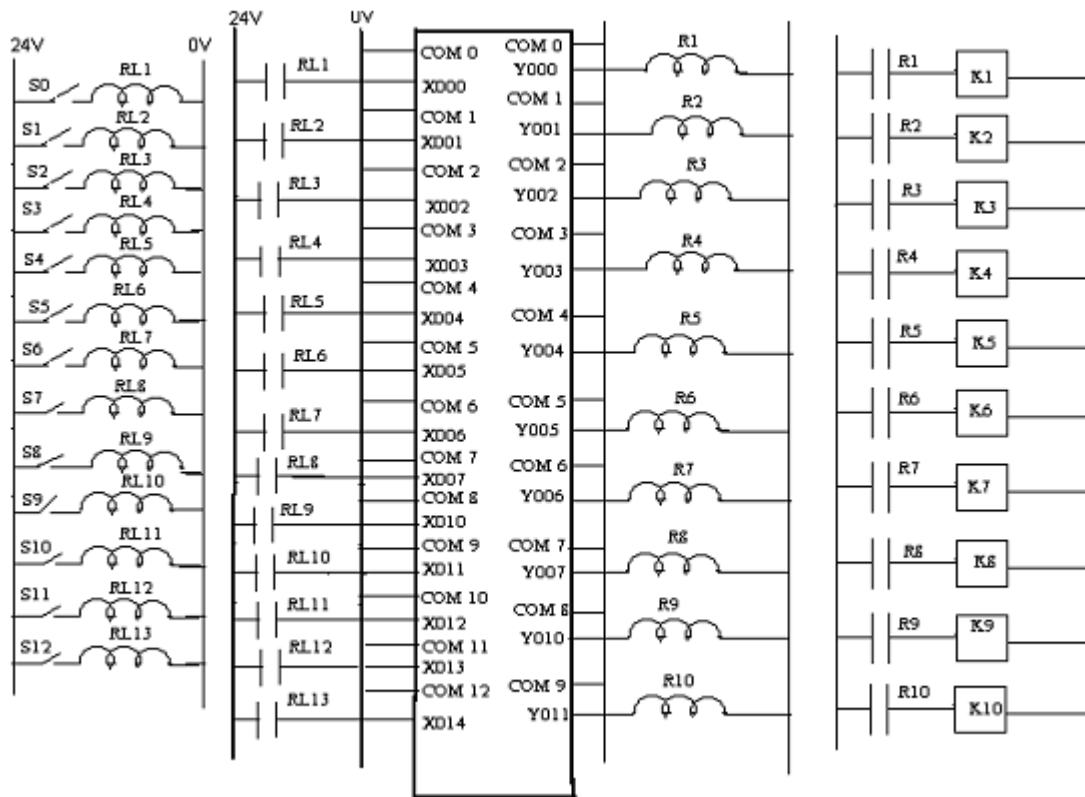 24V 0V
S0 RL1
S1 RL2
S2 RL3
S3 RL4
S4 RL5
S5 RL6
S6 RL7
S7 RL8
S8 RL9
S9 RL10
S10 RL11
S11 RL12
S12 RL13
24V UV
RL1
RL2
RL3
RL4
RL5
RL6
RL7
RL8
RL9
RL10
RL11
RL12
RL13
COM 0
X000
COM 1
X001
COM 2
X002
COM 3
X003
COM 4
X004
COM 5
X005
COM 6
X006
COM 7
X007
COM 8
X010
COM 9
X011
COM 10
X012
COM 11
X013
COM 12
X014
COM 0
Y000
COM 1
Y001
COM 2
Y002
COM 3
Y003
COM 4
Y004
COM 5
Y005
COM 6
Y006
COM 7
Y007
COM 8
Y010
COM 9
Y011
R1
R2
R3
R4
R5
R6
R7
R8
R9
R10
R1 K1
R2 K2
R3 K3
R4 K4
R5 K5
R6 K6
R7 K7
R8 K8
R9 K9
R10 K10